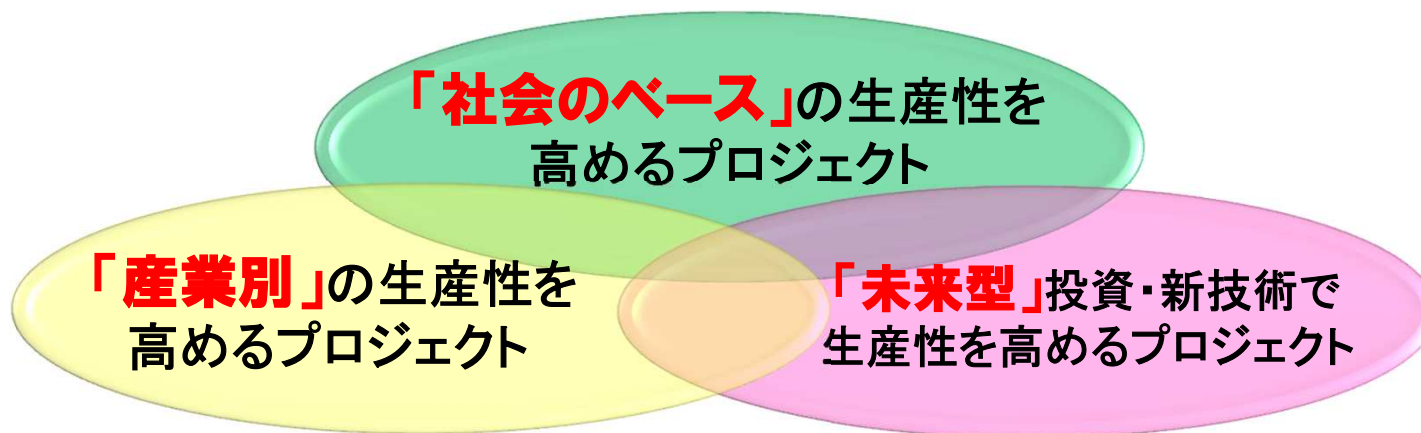 「社会のベース」の生産性を
高めるプロジェクト
「産業別」の生産性を
高めるプロジェクト
「未来型」投資・新技術で
生産性を高めるプロジェクト